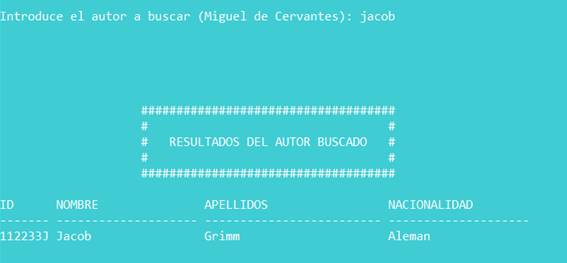 Introduce el autor a buscar (Miguel de Cervantes): jacob
####################################
#                                  #
#   RESULTADOS DEL AUTOR BUSCADO   #
#                                  #
####################################
ID      NOMBRE               APELLIDOS                 NACIONALIDAD
------- -------------------- ------------------------- --------------------
112233J Jacob                Grimm                     Aleman